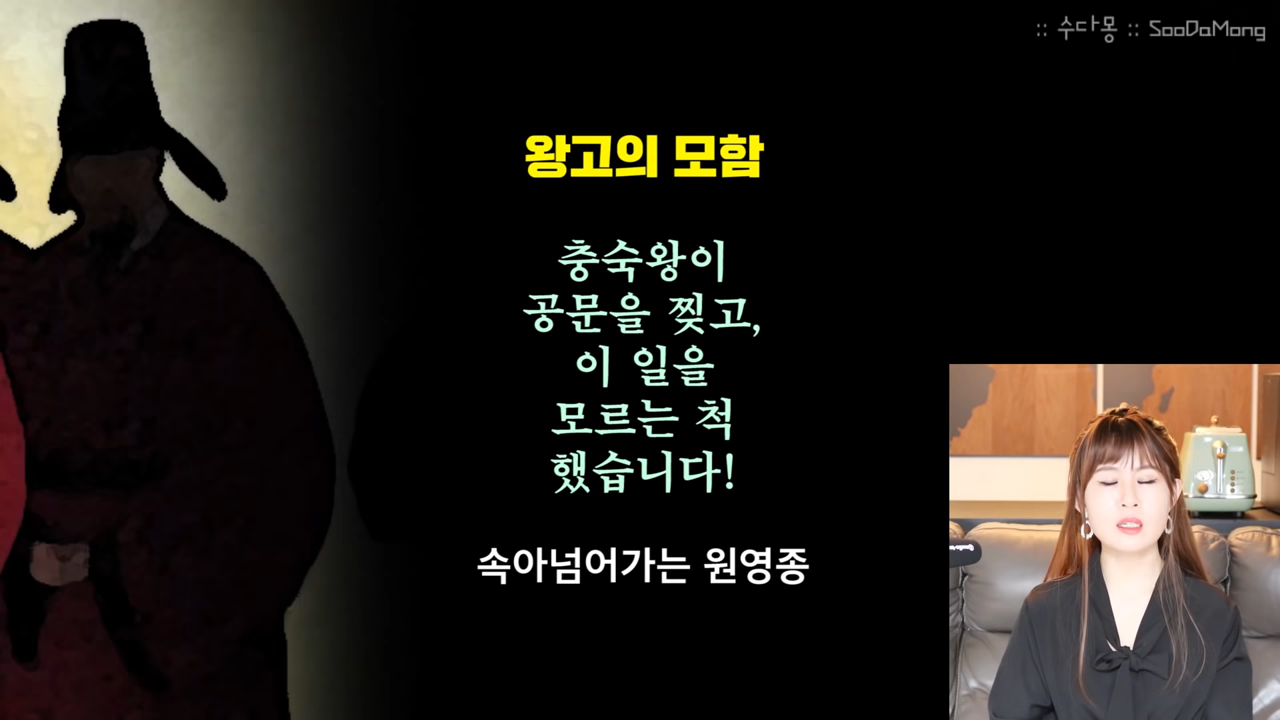 :: 수다몽 :: SooDaMong
왕고의 모함
충숙왕이
공문을 찢고,
이 일을
모르는 척
했습니다!
속아넘어가는 원영종